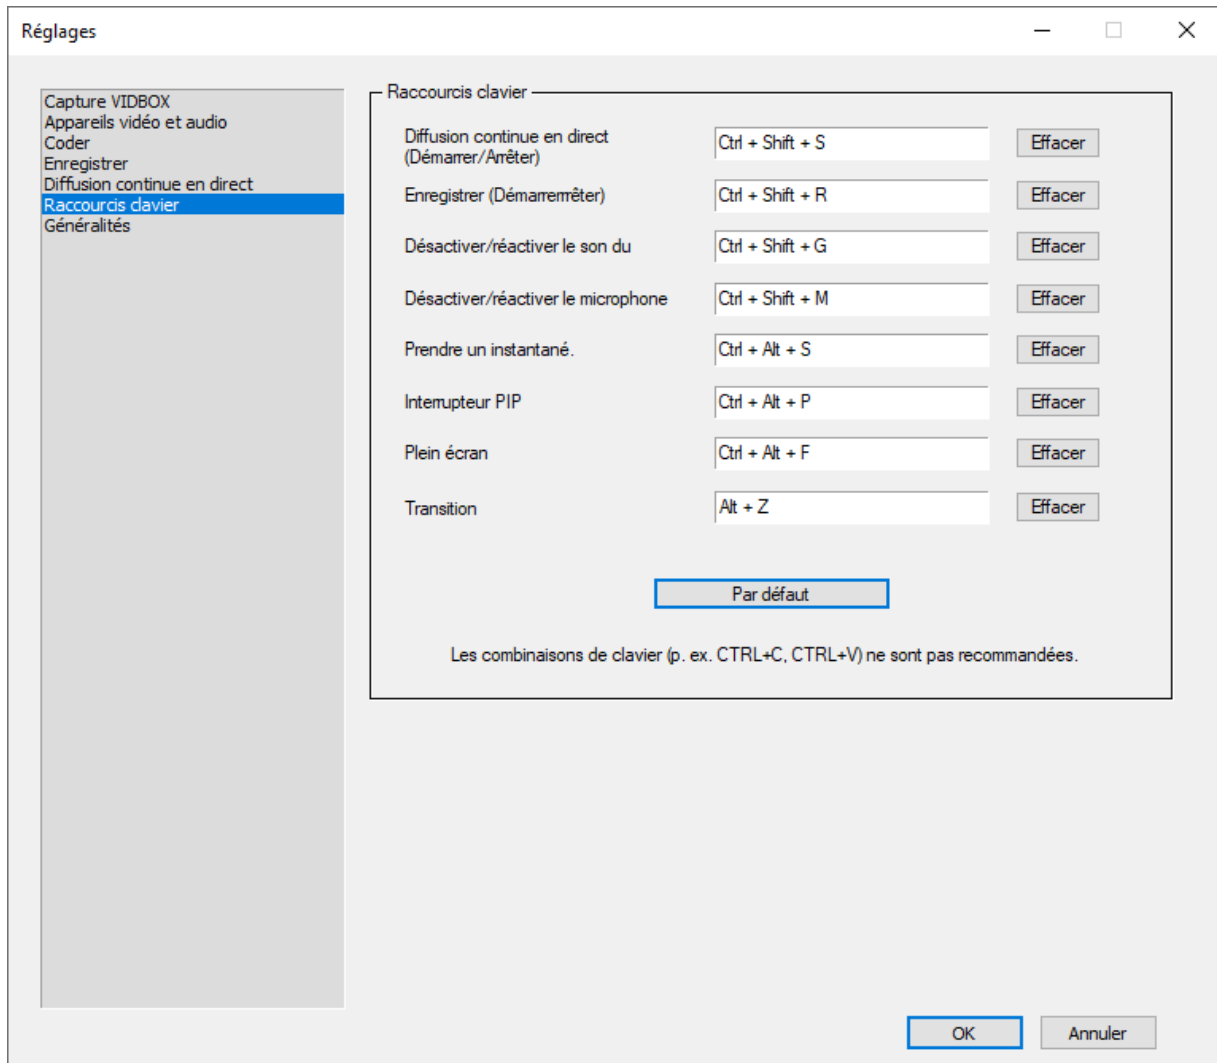 Réglages
Capture VIDBOX
Appareils vidéo et audio
Coder
Enregistrer
Diffusion continue en direct
Raccourcis clavier
Généralités
Raccourcis clavier
Diffusion continue en direct
(Démarrer/Arrêter)
Ctrl + Shift + S
Effacer
Enregistrer (Démarrerrrêter)
Ctrl + Shift + R
Effacer
Désactiver/réactiver le son du
Ctrl + Shift + G
Effacer
Désactiver/réactiver le microphone
Ctrl + Shift + M
Effacer
Prendre un instantané.
Ctrl + Alt + S
Effacer
Interrupteur PIP
Ctrl + Alt + P
Effacer
Plein écran
Ctrl + Alt + F
Effacer
Transition
Alt + Z
Effacer
Par défaut
Les combinaisons de clavier (p. ex. CTRL+C, CTRL+V) ne sont pas recommandées.
OK
Annuler